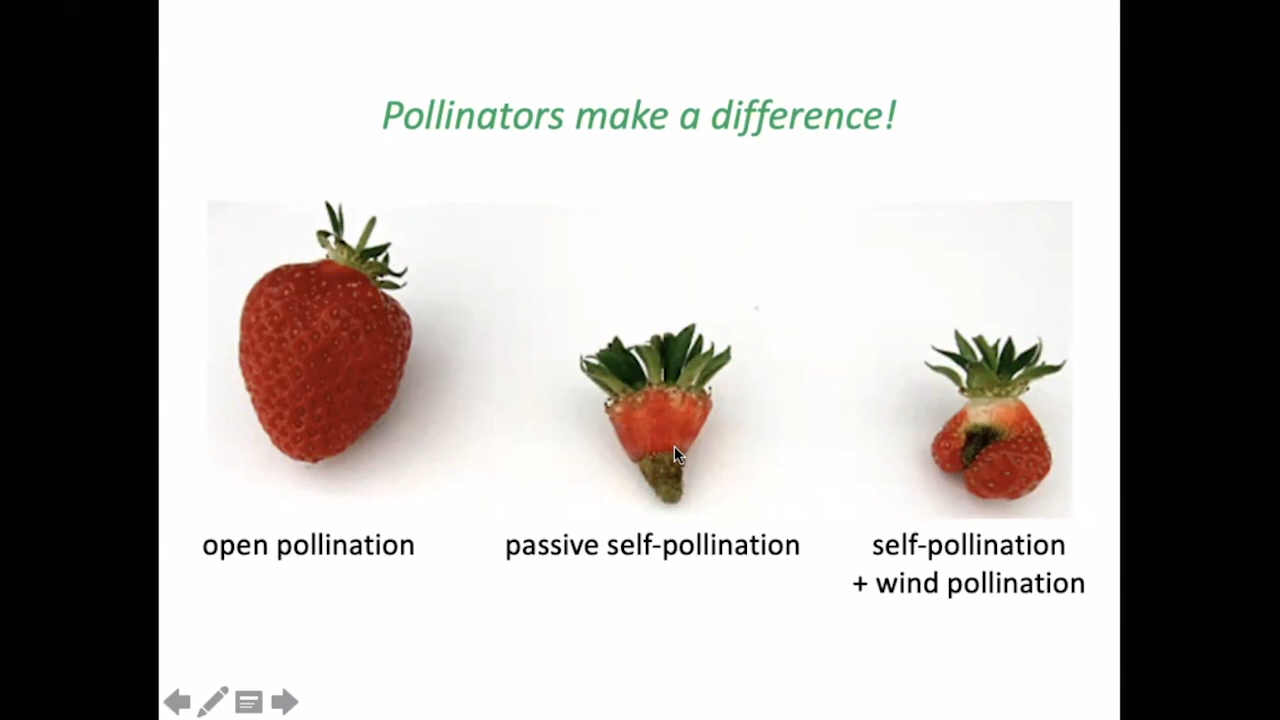 Pollinators make a difference!
open pollination
passive self-pollination
self-pollination
+ wind pollination